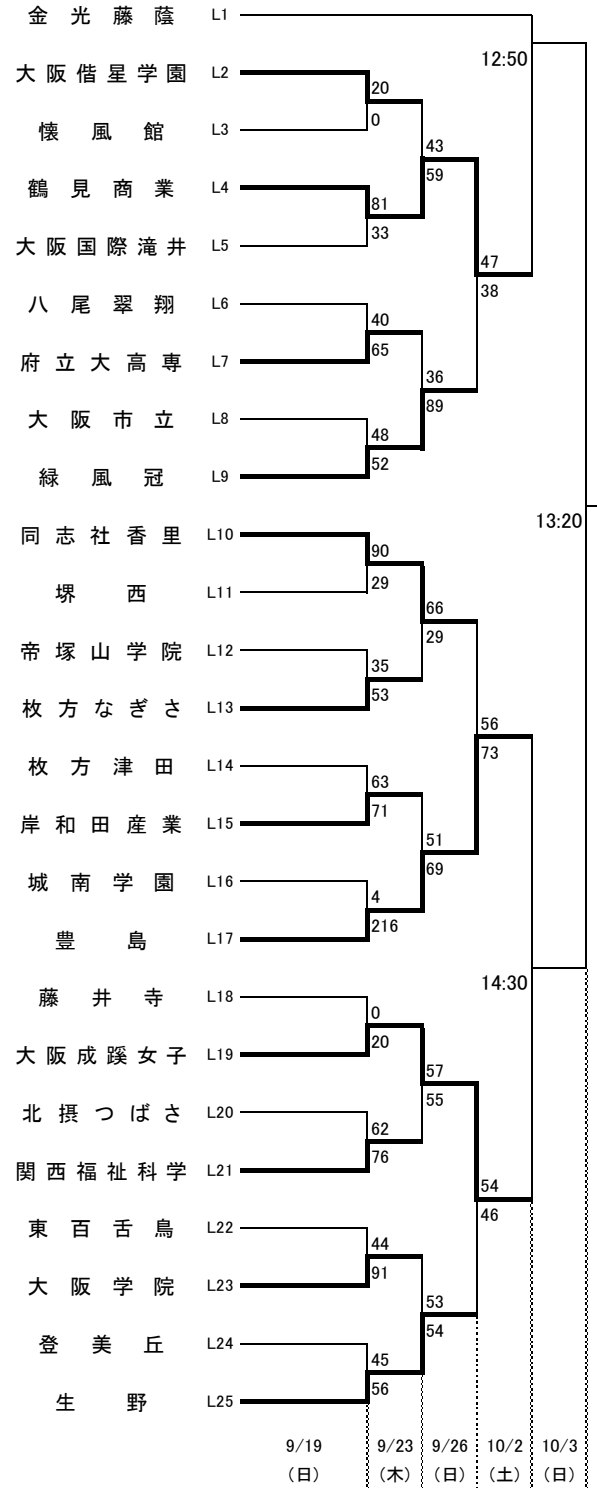 金光藤蔭 L1
12:50
大阪偕星学園 L2
20
0
懐風館 L3
43
59
鶴見商業 L4
81
33
大阪国際滝井 L5
47
38
八尾翠翔 L6
40
65
府立大高専 L7
36
89
大阪市立 L8
48
52
緑風冠 L9
13:20
同志社香里 L10
90
29
堺西 L11
66
29
帝塚山学院 L12
35
53
枚方なぎさ L13
56
73
枚方津田 L14
63
71
岸和田産業 L15
51
69
城南学園 L16
4
216
豊島 L17
14:30
藤井寺 L18
0
20
大阪成蹊女子 L19
57
55
北摂つばさ L20
62
76
関西福祉科学 L21
54
46
東百舌鳥 L22
44
91
大阪学院 L23
53
54
登美丘 L24
45
56
生野 L25
9/19 9/23 9/26 10/2 10/3
（日） （木） （日） （土） （日）